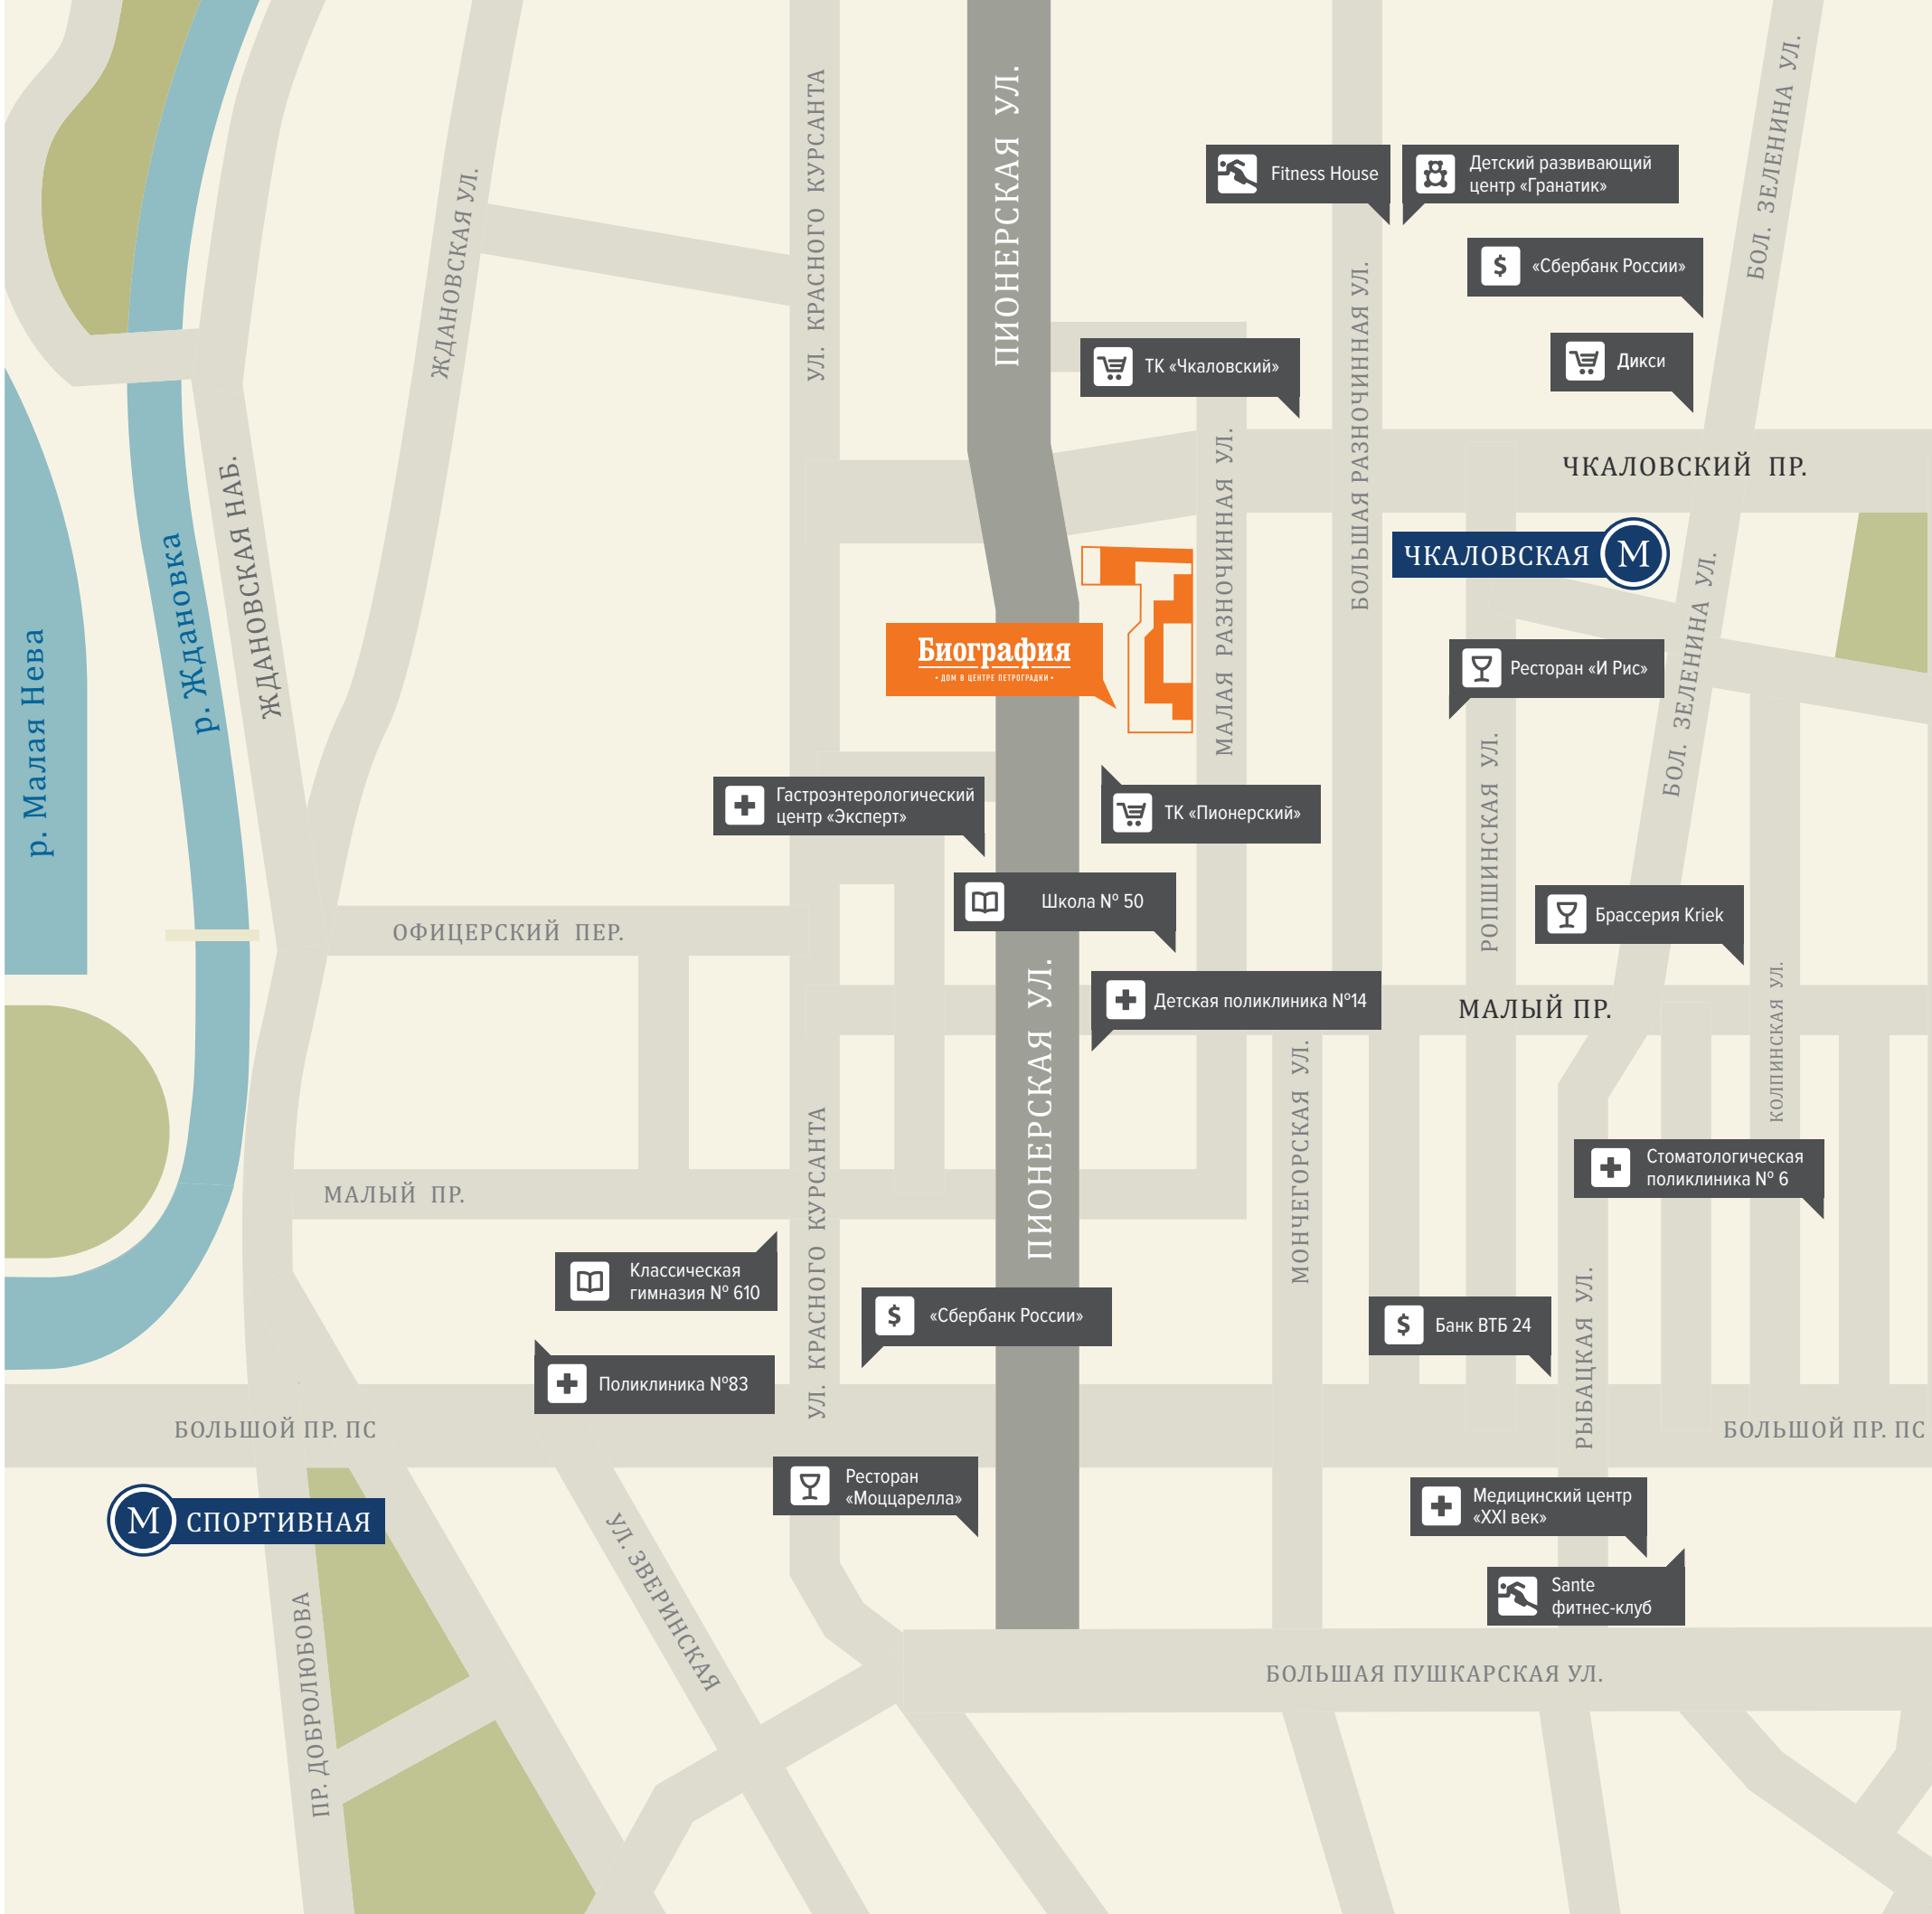 БОЛ. ЗЕЛЕНИНА УЛ.
УЛ. КРАСНОГО КУРСАНТА
ПИОНЕРСКАЯ УЛ.
Fitness House
Детский развивающий
центр «Гранатик»
ЖДАНОВСКАЯ УЛ.
«Сбербанк России»
БОЛЬШАЯ РАЗНОЧИННАЯ УЛ.
ТК «Чкаловский»
Дикси
МАЛАЯ РАЗНОЧИННАЯ УЛ.
ЧКАЛОВСКИЙ ПР.
ЖДАНОВСКАЯ НАБ.
р. Ждановка
р. Малая Нева
ЧКАЛОВСКАЯ М
БОЛ. ЗЕЛЕНИНА УЛ.
Биография
• ДОМ В ЦЕНТРЕ ПЕТРОГРАДКИ •
Ресторан «И Рис»
РОПШИНСКАЯ УЛ.
Гастроэнтерологический
центр «Эксперт»
ТК «Пионерский»
Школа № 50
Брассерия Kriek
ОФИЦЕРСКИЙ ПЕР.
ПИОНЕРСКАЯ УЛ.
Детская поликлиника №14
МАЛЫЙ ПР.
КОЛПИНСКАЯ УЛ.
МОНЧЕГОРСКАЯ УЛ.
УЛ. КРАСНОГО КУРСАНТА
Стоматологическая
поликлиника № 6
МАЛЫЙ ПР.
Классическая
гимназия № 610
«Сбербанк России»
$ Банк ВТБ 24
РЫБАЦКАЯ УЛ.
Поликлиника №83
БОЛЬШОЙ ПР. ПС
БОЛЬШОЙ ПР. ПС
Ресторан
«Моццарелла»
Медицинский центр
«XXI век»
М СПОРТИВНАЯ
УЛ. ЗВЕРИНСКАЯ
Sante
фитнес-клуб
ПР. ДОБРОЛЮБОВА
БОЛЬШАЯ ПУШКАРСКАЯ УЛ.